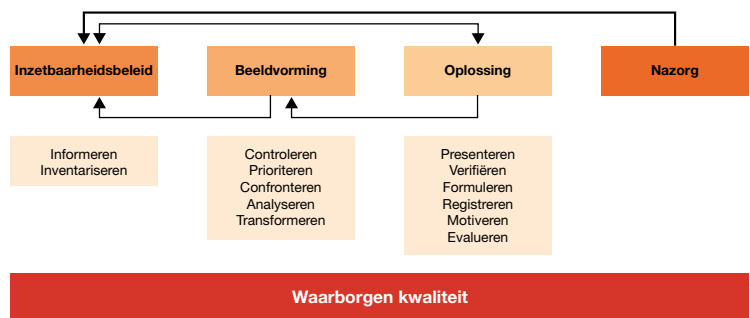 Inzetbaarheidsbeleid
Beeldvorming
Oplossing
Nazorg
Informeren
Inventariseren
Controleren
Prioriteren
Confronteren
Analyseren
Transformeren
Presenteren
Verifiëren
Formuleren
Registreren
Motiveren
Evalueren
Waarborgen kwaliteit